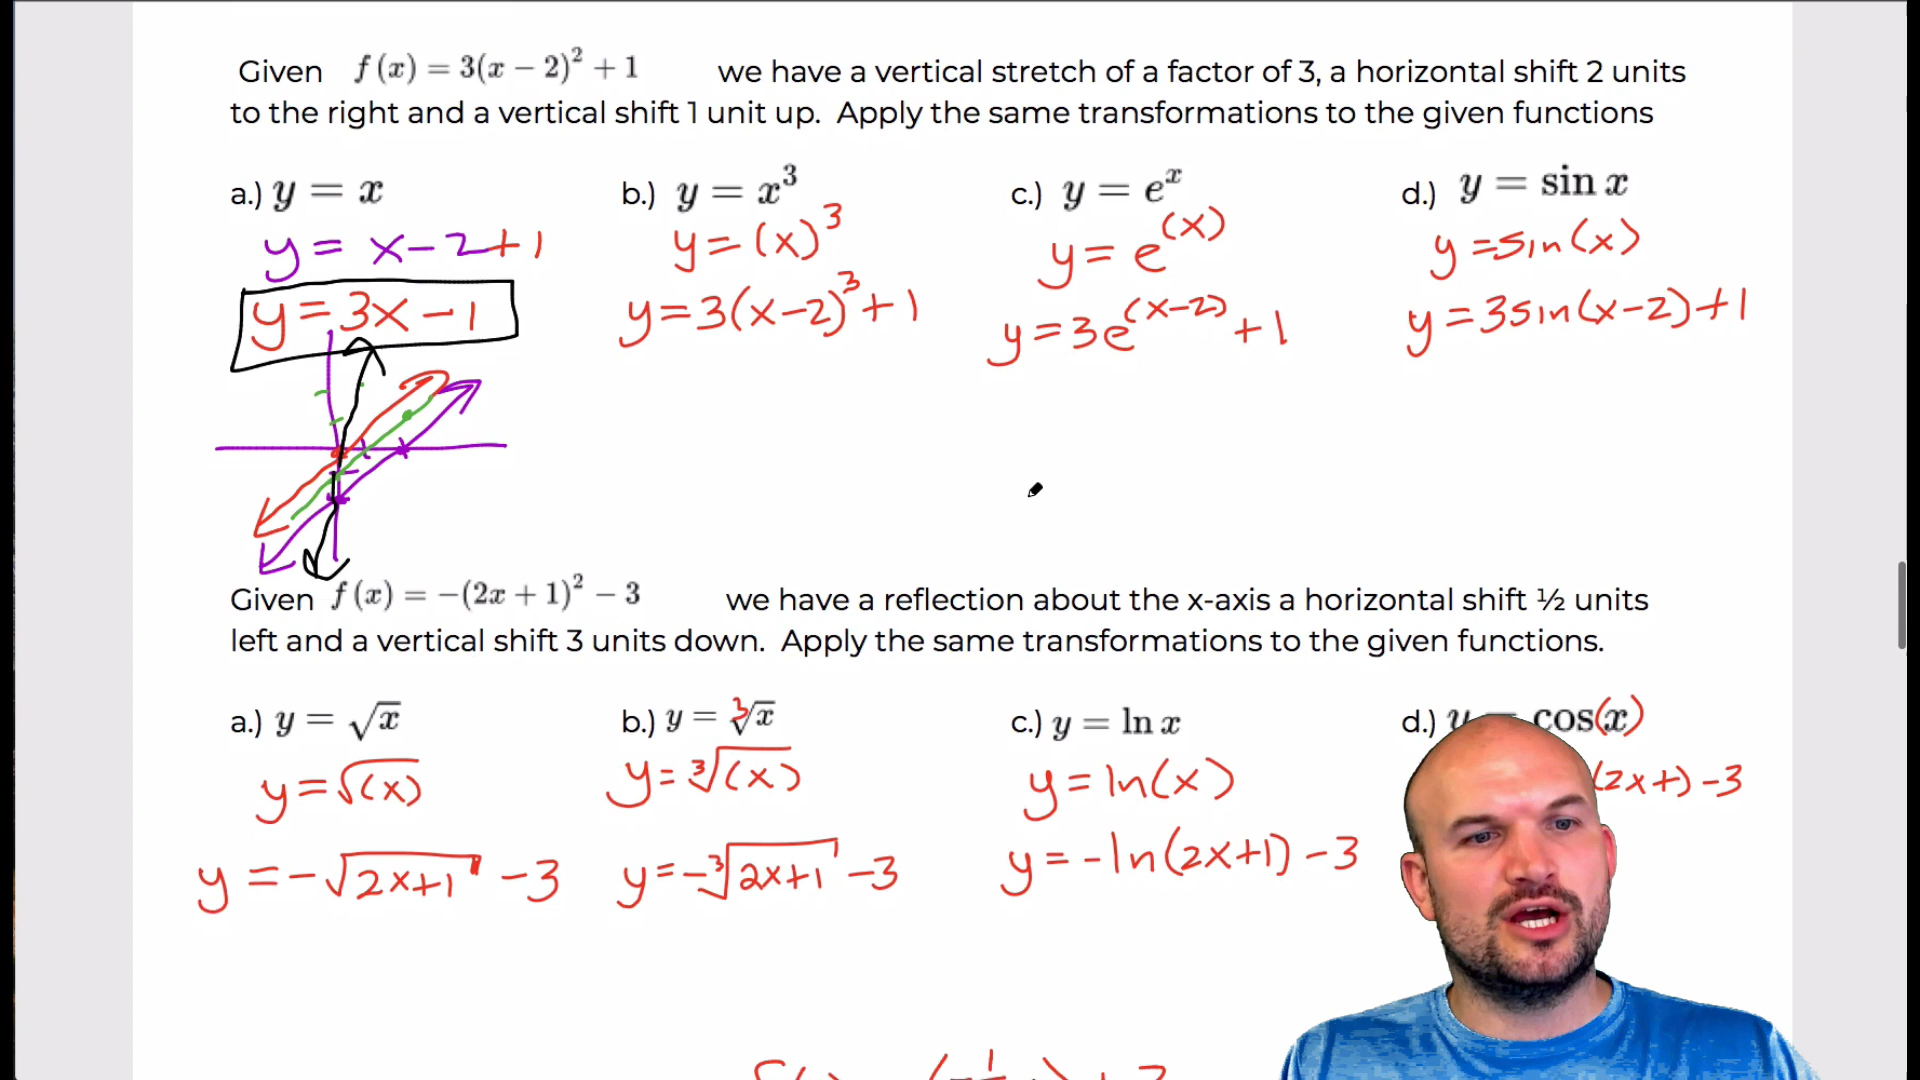 Given f(x) = 3(x − 2)² + 1 we have a vertical stretch of a factor of 3, a horizontal shift 2 units
to the right and a vertical shift 1 unit up. Apply the same transformations to the given functions
a.) y = x b.) y = x³ c.) y = eˣ d.) y = sin x
y = x-2+1 y=(x)³ y= e^(x) y =sin(x)
y=3x-1 y=3(x-2)³+1 y=3e^(x-2) +1 y=3sin(x-2)+1
Given f(x) = −(2x + 1)² − 3 we have a reflection about the x-axis a horizontal shift ½ units
left and a vertical shift 3 units down. Apply the same transformations to the given functions.
a.) y = √x b.) y = ∛x c.) y = ln x d.) cos(x)
y=√(x) y=∛(x) y=ln(x) (2x+)-3
y=-√2x+1 -3 y=-∛2x+1 -3 y=-ln(2x+1)-3